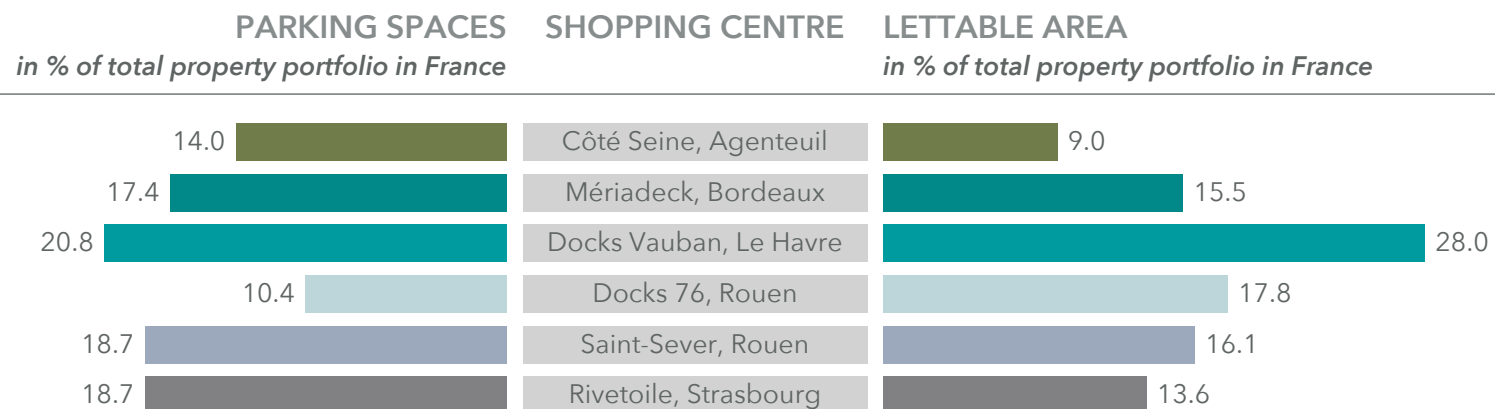 PARKING SPACES SHOPPING CENTRE LETTABLE AREA
in % of total property portfolio in France in % of total property portfolio in France
14.0 Côté Seine, Agenteuil 9.0
17.4 Mériadeck, Bordeaux 15.5
20.8 Docks Vauban, Le Havre 28.0
10.4 Docks 76, Rouen 17.8
18.7 Saint-Sever, Rouen 16.1
18.7 Rivetoile, Strasbourg 13.6